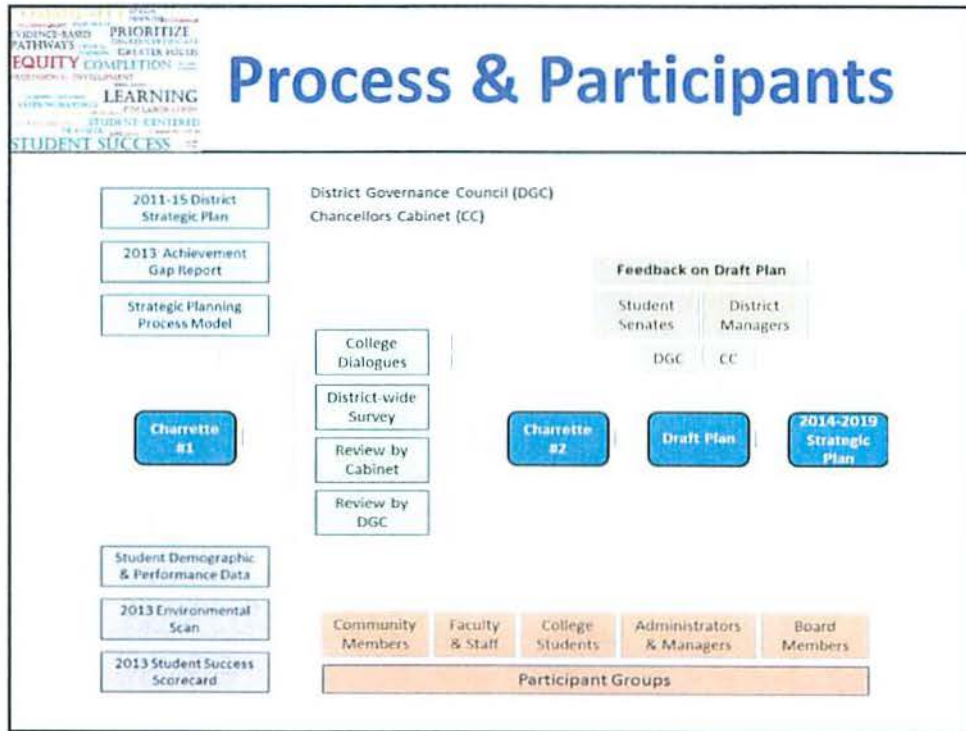 EVIDENCE-BASED
PRIORITIZE
PATHWAYS
GREATER FOCUS
EQUITY COMPLETION
LEARNING
STUDENT-CENTERED
STUDENT SUCCESS
Process & Participants
2011-15 District
Strategic Plan
2013 Achievement
Gap Report
Strategic Planning
Process Model
District Governance Council (DGC)
Chancellors Cabinet (CC)
Feedback on Draft Plan
Student
Senates
District
Managers
DGC
CC
College
Dialogues
District-wide
Survey
Review by
Cabinet
Review by
DGC
Charrette
#1
Charrette
#2
Draft Plan
2014-2019
Strategic
Plan
Student Demographic
& Performance Data
2013 Environmental
Scan
2013 Student Success
Scorecard
Community
Members
Faculty
& Staff
College
Students
Administrators
& Managers
Board
Members
Participant Groups